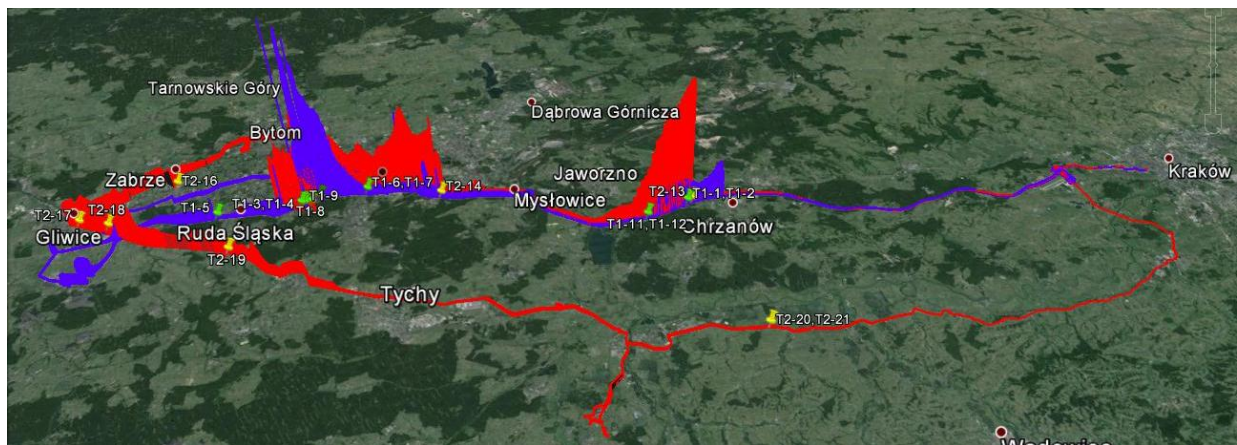 Tarnowskie Góry
Dąbrowa Górnicza
Bytom
Kraków
Zabrze
T2-16
T1-6,T1-7
T2-14
Jaworzno
T1-9
T2-13
T1-1,T1-2
Mysłowice
T2-17
T2-18
T1-5
T1-3,T1-4
T1-8
T1-11,T1-12
Chrzanów
Gliwice
Ruda Śląska
T2-19
Tychy
T2-20,T2-21
Wadowice